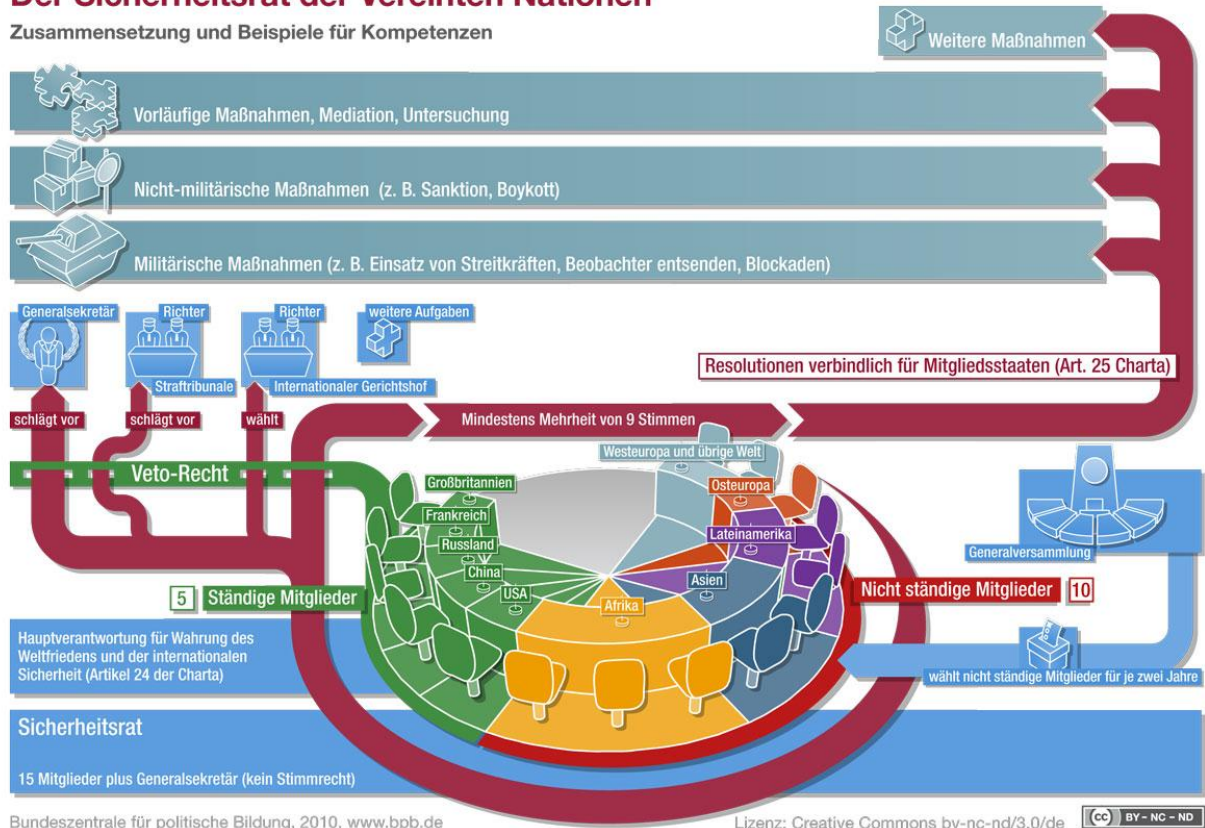 Der Sicherheitsrat der Vereinten Nationen
Zusammensetzung und Beispiele für Kompetenzen
Weitere Maßnahmen
Vorläufige Maßnahmen, Mediation, Untersuchung
Nicht-militärische Maßnahmen (z. B. Sanktion, Boykott)
Militärische Maßnahmen (z. B. Einsatz von Streitkräften, Beobachter entsenden, Blockaden)
Generalsekretär
Richter
Richter
weitere Aufgaben
Straftribunale
Internationaler Gerichtshof
Resolutionen verbindlich für Mitgliedsstaaten (Art. 25 Charta)
schlägt vor
schlägt vor
wählt
Mindestens Mehrheit von 9 Stimmen
Veto-Recht
Westeuropa und übrige Welt
Großbritannien
Osteuropa
Frankreich
Lateinamerika
Russland
China
Asien
USA
Afrika
Generalversammlung
5 Ständige Mitglieder
Nicht ständige Mitglieder 10
Hauptverantwortung für Wahrung des
Weltfriedens und der internationalen
Sicherheit (Artikel 24 der Charta)
wählt nicht ständige Mitglieder für je zwei Jahre
Sicherheitsrat
15 Mitglieder plus Generalsekretär (kein Stimmrecht)
Bundeszentrale für politische Bildung, 2010, www.bpb.de
Lizenz: Creative Commons by-nc-nd/3.0/de
cc BY - NC - ND